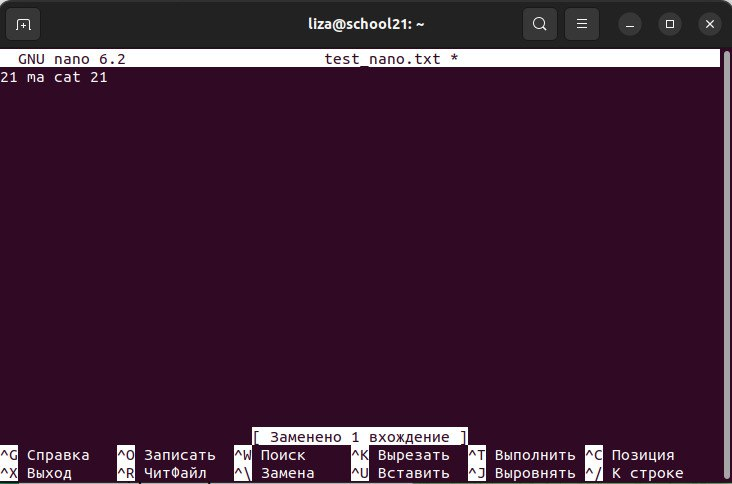 liza@school21: ~
GNU nano 6.2 test_nano.txt *
21 ma cat 21
[ Заменено 1 вхождение ]
^G Справка ^O Записать ^W Поиск ^K Вырезать ^T Выполнить ^C Позиция
^X Выход ^R ЧитФайл ^\ Замена ^U Вставить ^J Выровнять ^/ К строке